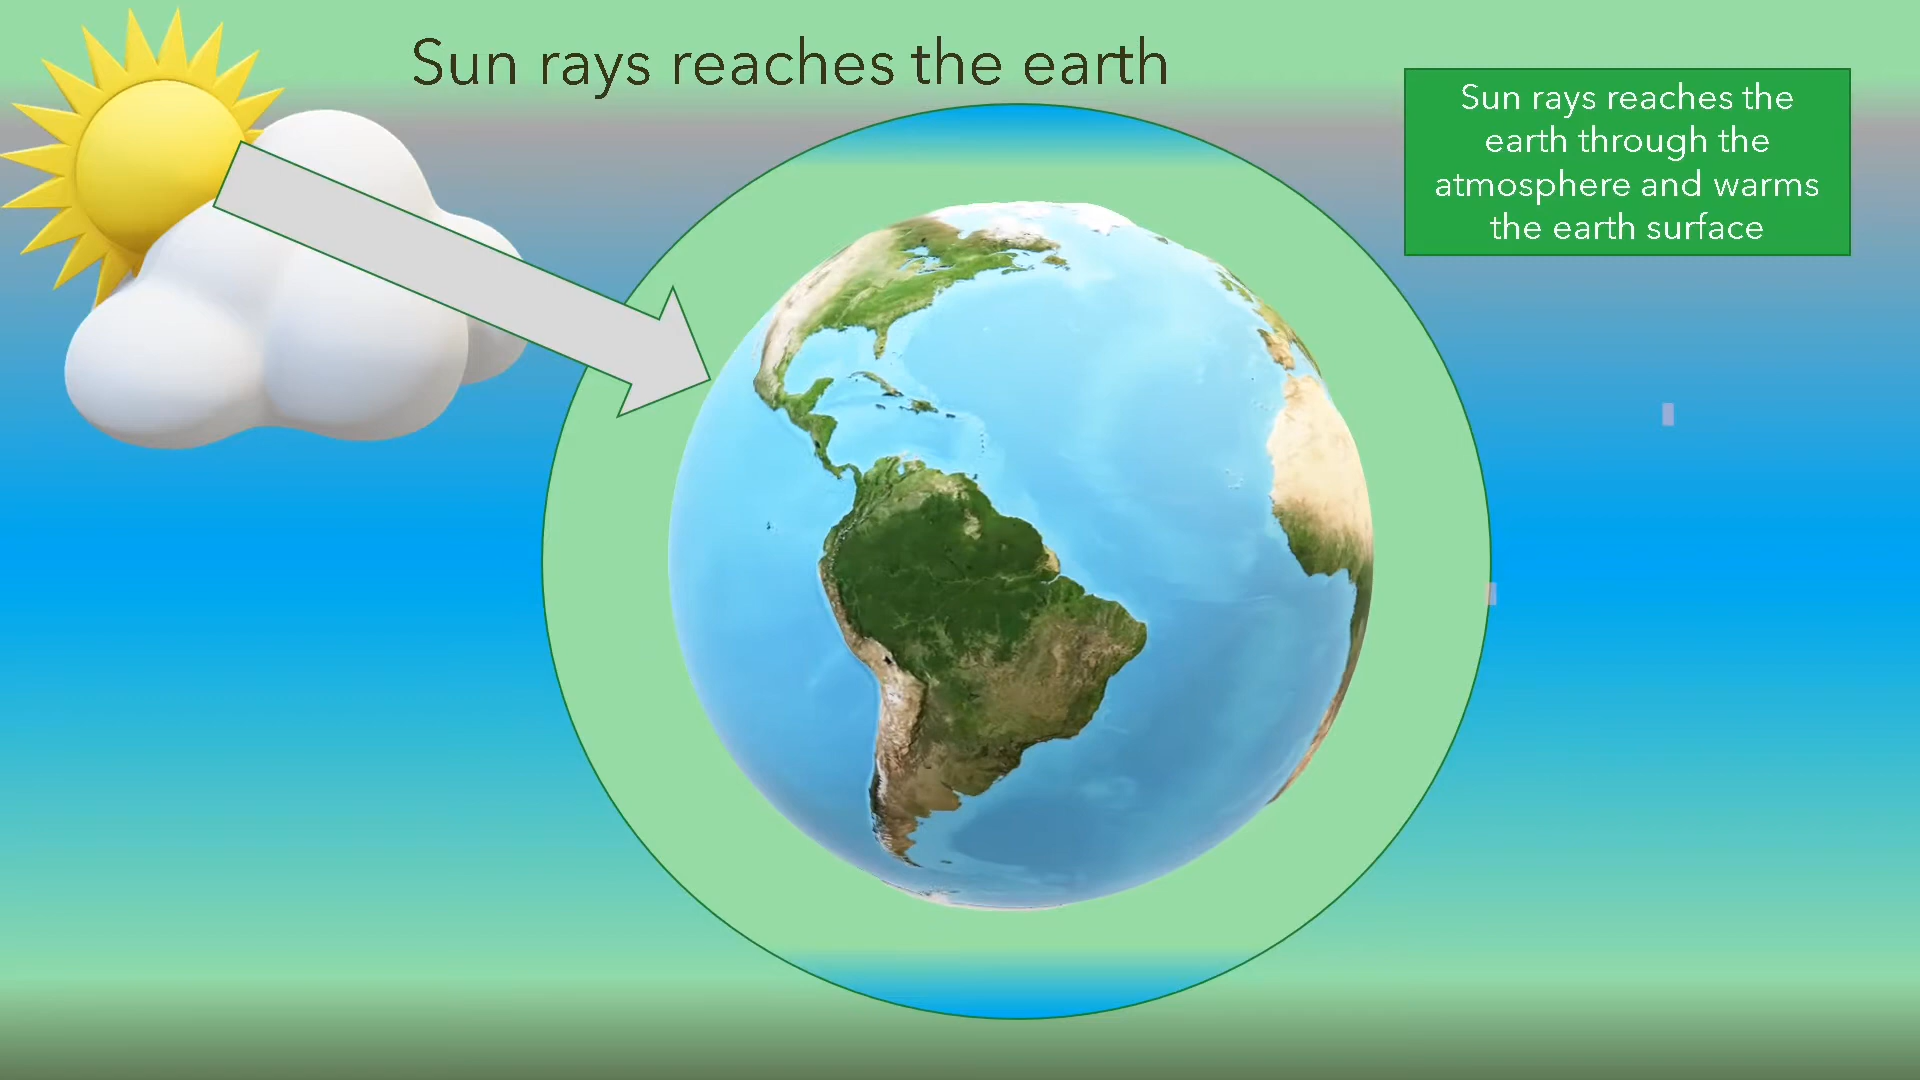 Sun rays reaches the earth
Sun rays reaches the
earth through the
atmosphere and warms
the earth surface